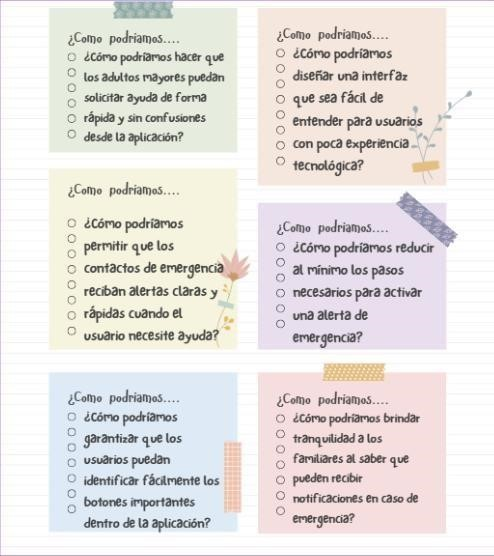 ¿Como podriamos....
¿Cómo podríamos hacer que
los adultos mayores puedan
solicitar ayuda de forma
rápida y sin confusiones
desde la aplicación?
¿Como podriamos....
¿Cómo podríamos
diseñar una interfaz
que sea fácil de
entender para usuarios
con poca experiencia
tecnológica?
¿Como podriamos....
¿Cómo podríamos
permitir que los
contactos de emergencia
reciban alertas claras y
rápidas cuando el
usuario necesite ayuda?
¿Como podriamos....
¿Cómo podríamos reducir
al mínimo los pasos
necesarios para activar
una alerta de
emergencia?
¿Como podriamos....
¿Cómo podríamos
garantizar que los
usuarios puedan
identificar fácilmente los
botones importantes
dentro de la aplicación?
¿Como podriamos....
¿Cómo podríamos brindar
tranquilidad a los
familiares al saber que
pueden recibir
notificaciones en caso de
emergencia?